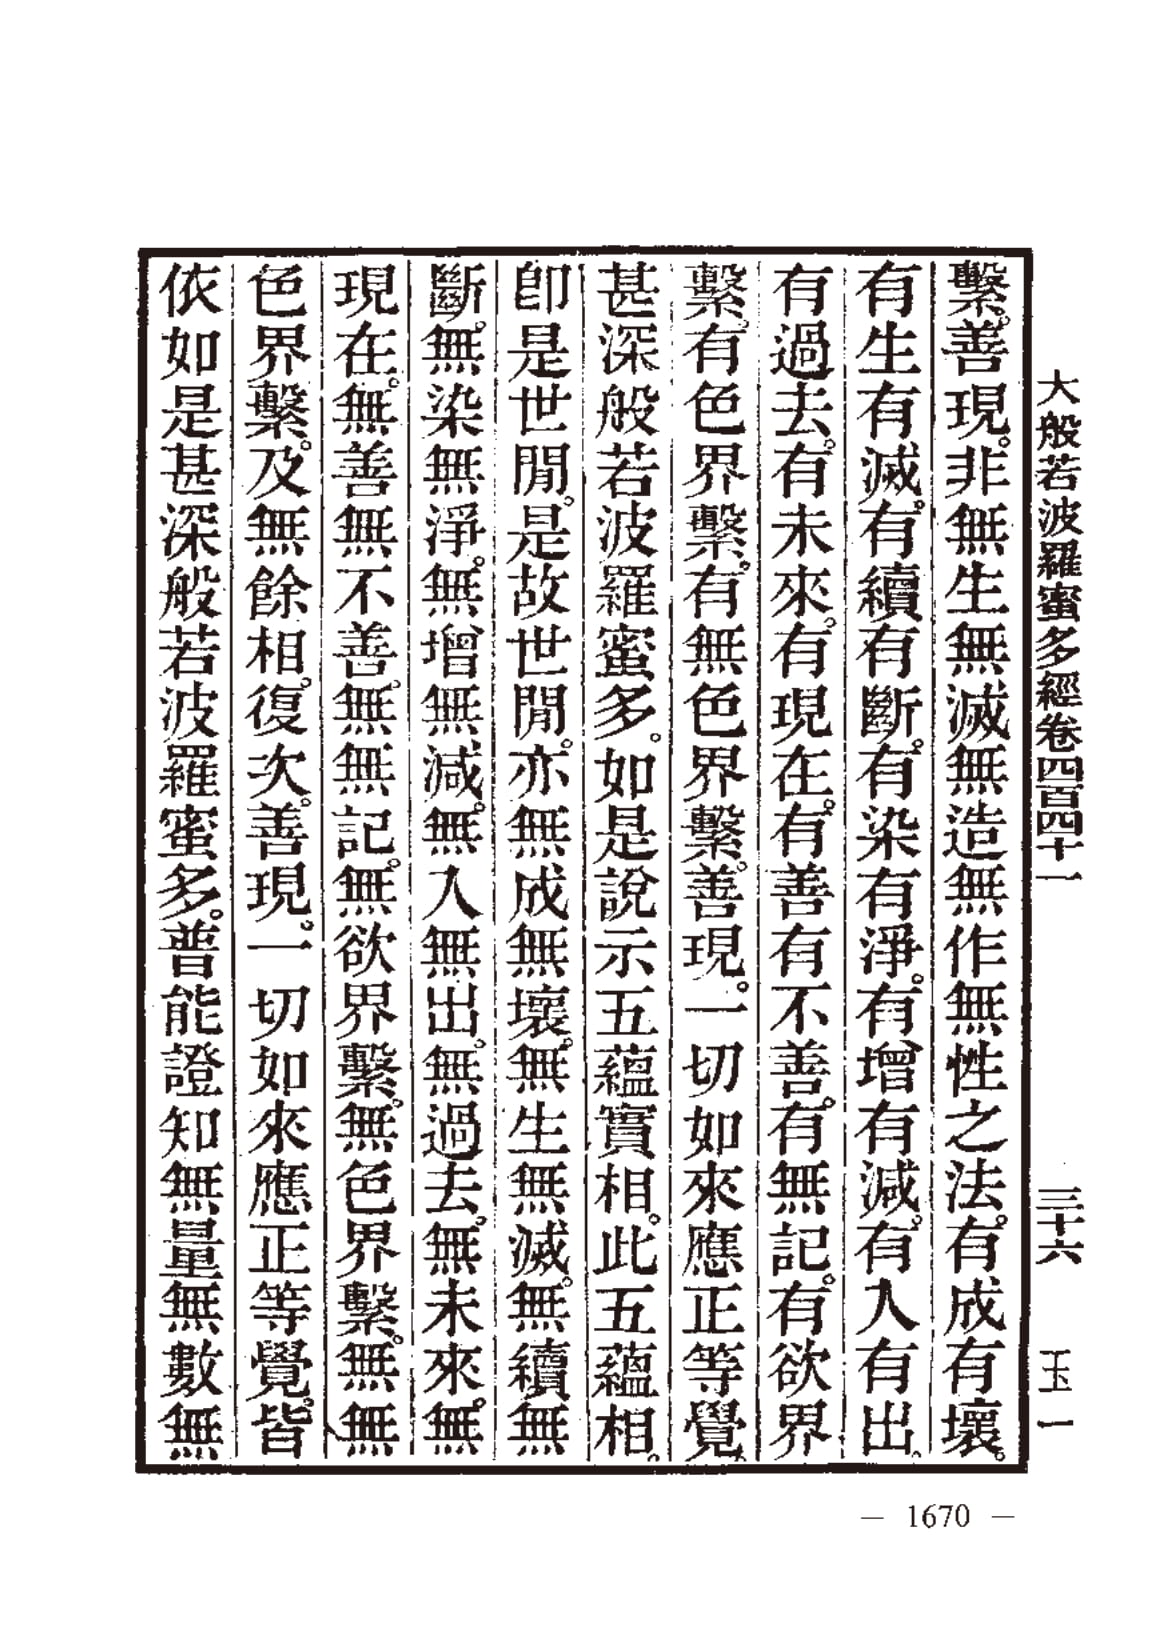 大般若波羅蜜多經卷四百四十一　三十六　玉一
繫。善現。非無生無滅無造無作無性之法。有成有壞。
有生有滅。有續有斷。有染有淨。有增有減。有入有出。
有過去。有未來。有現在。有善有不善。有無記。有欲界
繫。有色界繫。有無色界繫。善現。一切如來應正等覺。
甚深般若波羅蜜多。如是說示五蘊實相。此五蘊相。
卽是世閒。是故世閒。亦無成無壞。無生無滅。無續無
斷。無染無淨。無增無減。無入無出。無過去。無未來。無
現在。無善無不善。無無記。無欲界繫。無色界繫。無無
色界繫。及無餘相。復次。善現。一切如來應正等覺。皆
依如是甚深般若波羅蜜多。普能證知無量無數無
— 1670 —